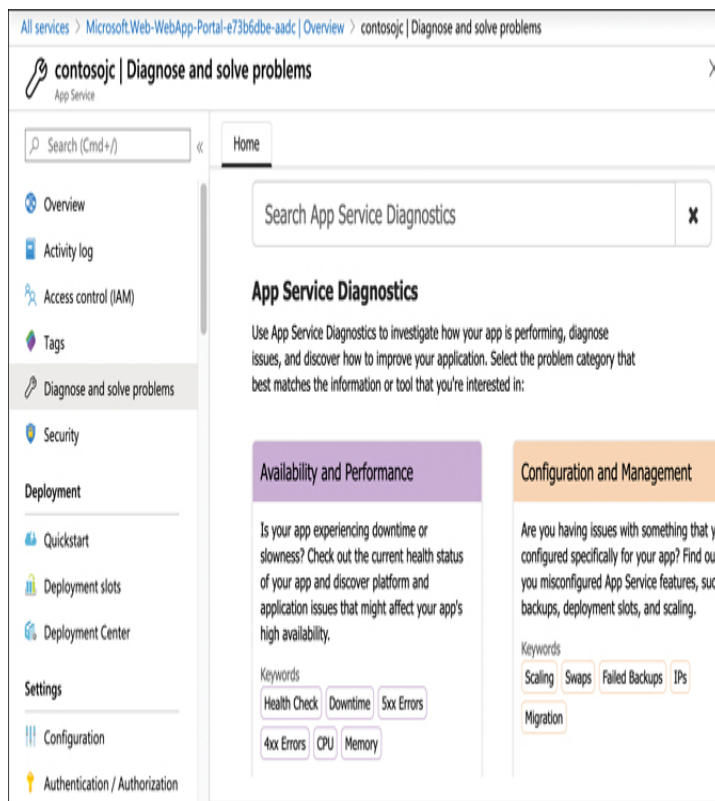 All services > Microsoft.Web-WebApp-Portal-e73b6dbe-aadc | Overview > contosojc | Diagnose and solve problems
contosojc | Diagnose and solve problems
App Service
Search (Cmd+/)
Overview
Activity log
Access control (IAM)
Tags
Diagnose and solve problems
Security
Deployment
Quickstart
Deployment slots
Deployment Center
Settings
Configuration
Authentication / Authorization
Home
Search App Service Diagnostics
App Service Diagnostics
Use App Service Diagnostics to investigate how your app is performing, diagnose
issues, and discover how to improve your application. Select the problem category that
best matches the information or tool that you're interested in:
Availability and Performance
Is your app experiencing downtime or
slowness? Check out the current health status
of your app and discover platform and
application issues that might affect your app's
high availability.
Keywords
Health Check Downtime 5xx Errors
4xx Errors CPU Memory
Configuration and Management
Are you having issues with something that y
configured specifically for your app? Find ou
you misconfigured App Service features, suc
backups, deployment slots, and scaling.
Keywords
Scaling Swaps Failed Backups IPs
Migration